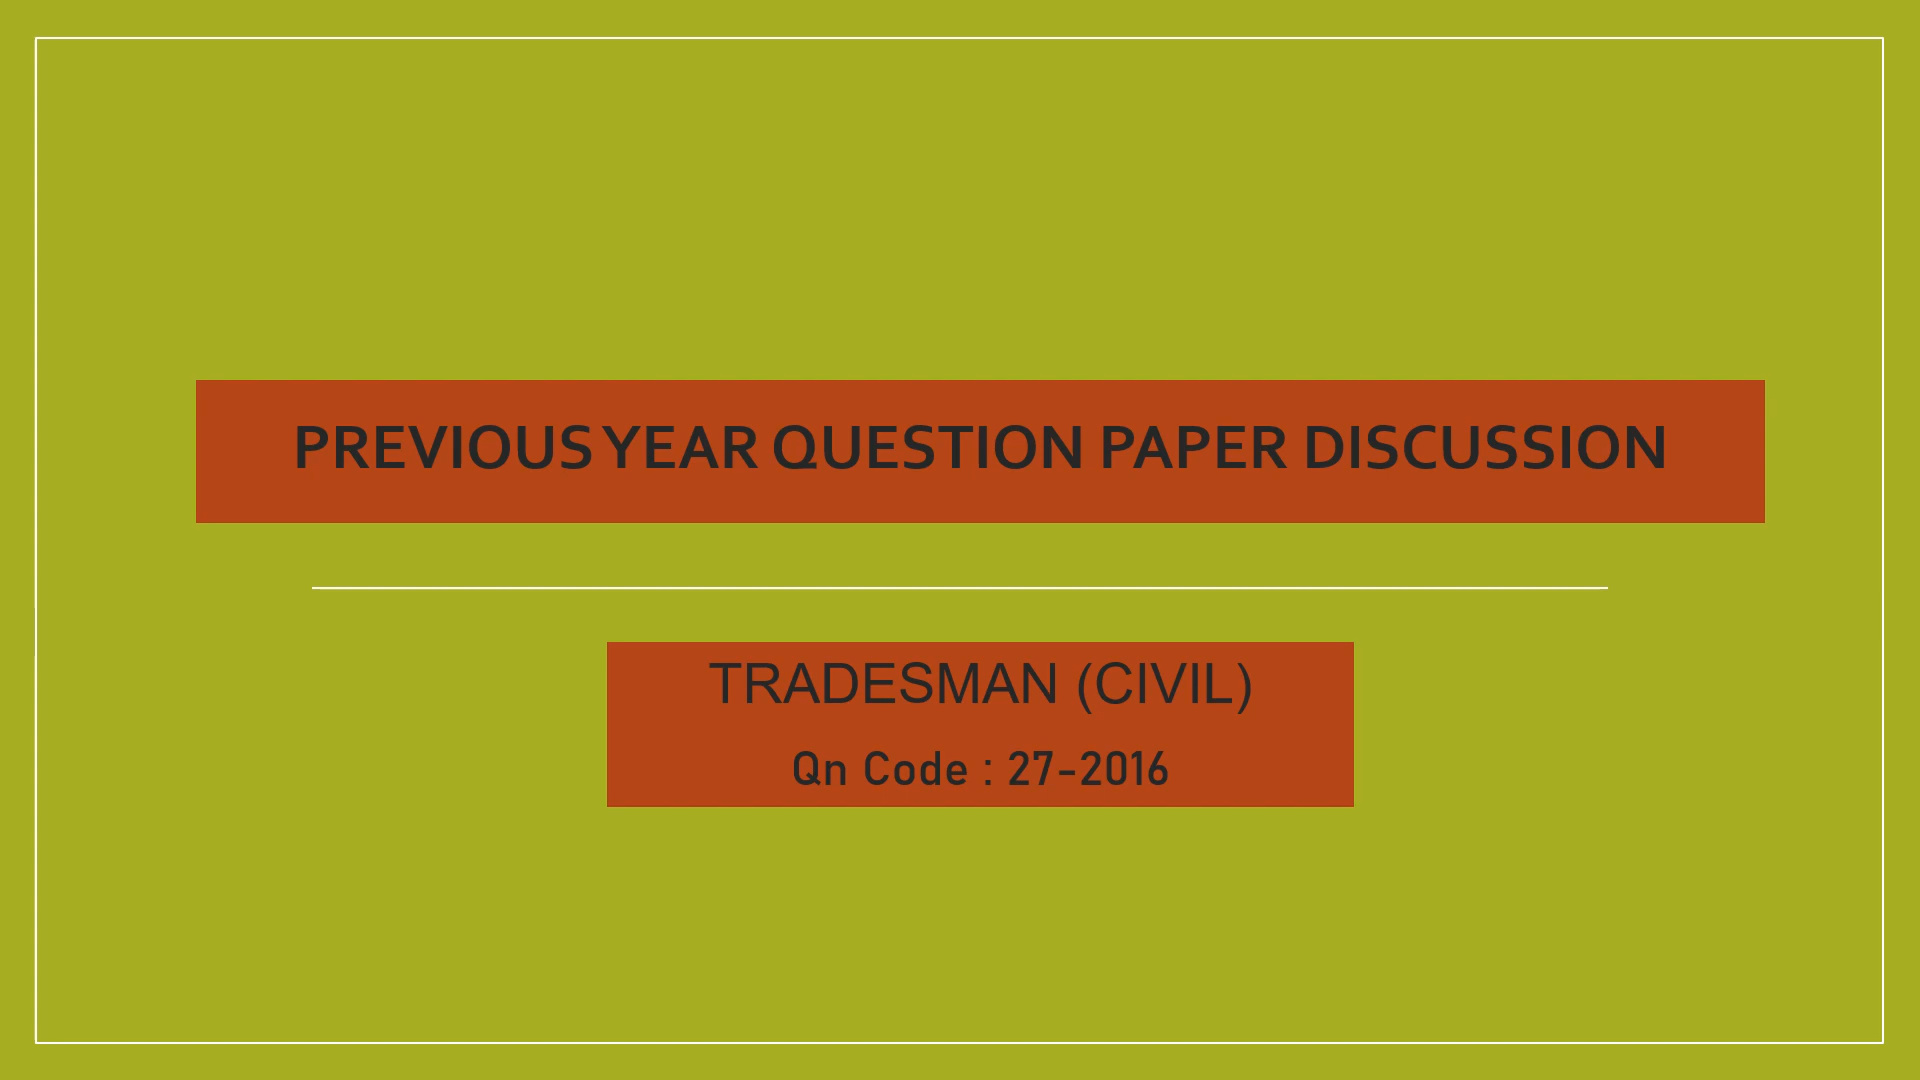 PREVIOUS YEAR QUESTION PAPER DISCUSSION
TRADESMAN (CIVIL)
Qn Code : 27-2016